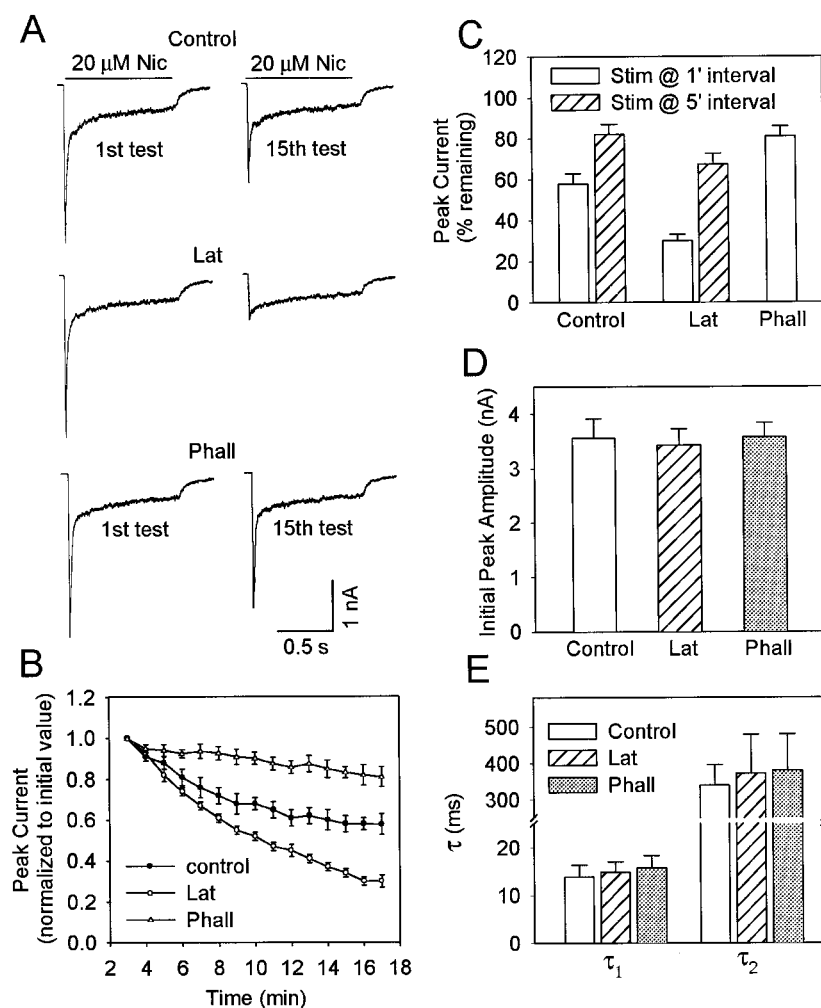 A
Control
20 µM Nic
20 µM Nic
1st test
15th test
Lat
Phall
1st test
15th test
1 nA
0.5 s
B
Peak Current
(normalized to initial value)
1.2
1.0
0.8
0.6
0.4
0.2
0.0
control
Lat
Phall
2 4 6 8 10 12 14 16 18
Time (min)
C
Peak Current
(% remaining)
120
100
80
60
40
20
0
Stim @ 1' interval
Stim @ 5' interval
Control Lat Phall
D
Initial Peak Amplitude (nA)
4
3
2
1
0
Control Lat Phall
E
τ (ms)
500
400
300
20
10
0
Control
Lat
Phall
τ1 τ2